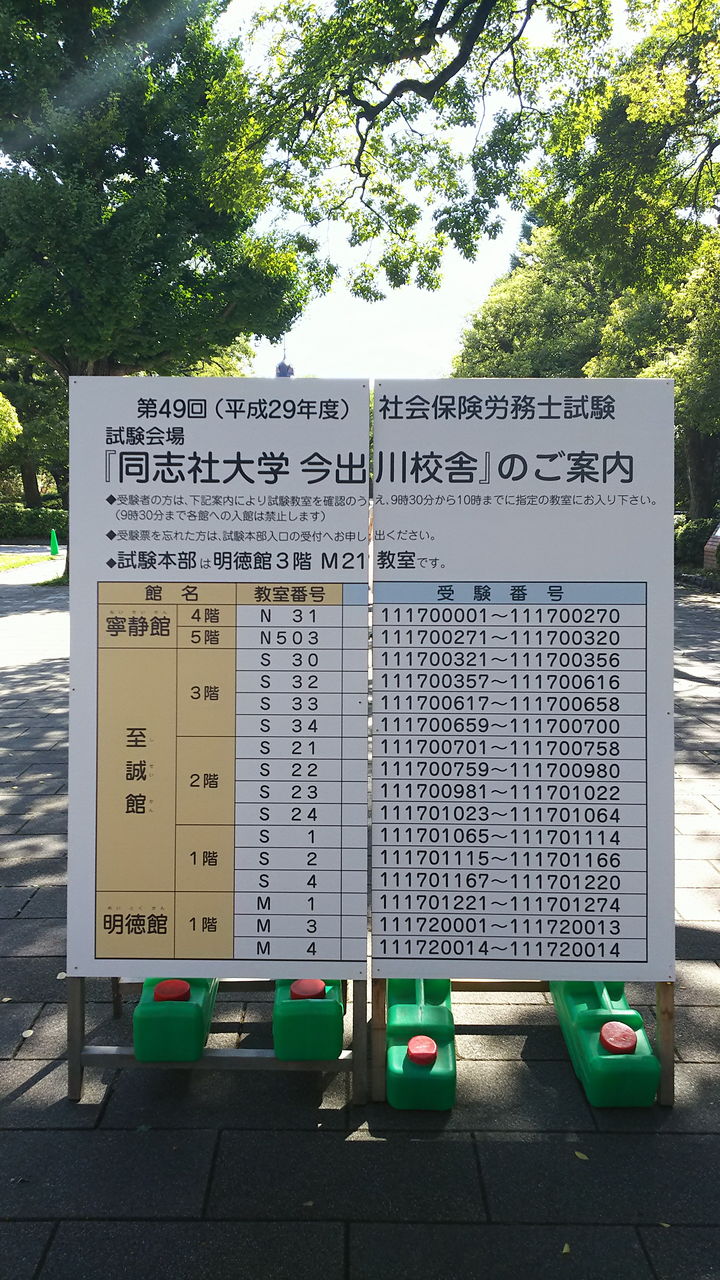 第49回（平成29年度） 社会保険労務士試験
試験会場
『同志社大学 今出川校舎』のご案内
◆受験者の方は、下記案内により試験教室を確認のうえ、9時30分から10時までに指定の教室にお入り下さい。
（9時30分まで各館への入館は禁止します）
◆受験票を忘れた方は、試験本部入口の受付へお申し出ください。
◆試験本部は明徳館3階 M21教室です。
館名 教室番号 受験番号
寧静館 4階 N 31 111700001～111700270
5階 N503 111700271～111700320
至誠館 3階 S 30 111700321～111700356
S 32 111700357～111700616
S 33 111700617～111700658
S 34 111700659～111700700
2階 S 21 111700701～111700758
S 22 111700759～111700980
S 23 111700981～111701022
S 24 111701023～111701064
1階 S 1 111701065～111701114
S 2 111701115～111701166
S 4 111701167～111701220
明徳館 1階 M 1 111701221～111701274
M 3 111720001～111720013
M 4 111720014～111720014